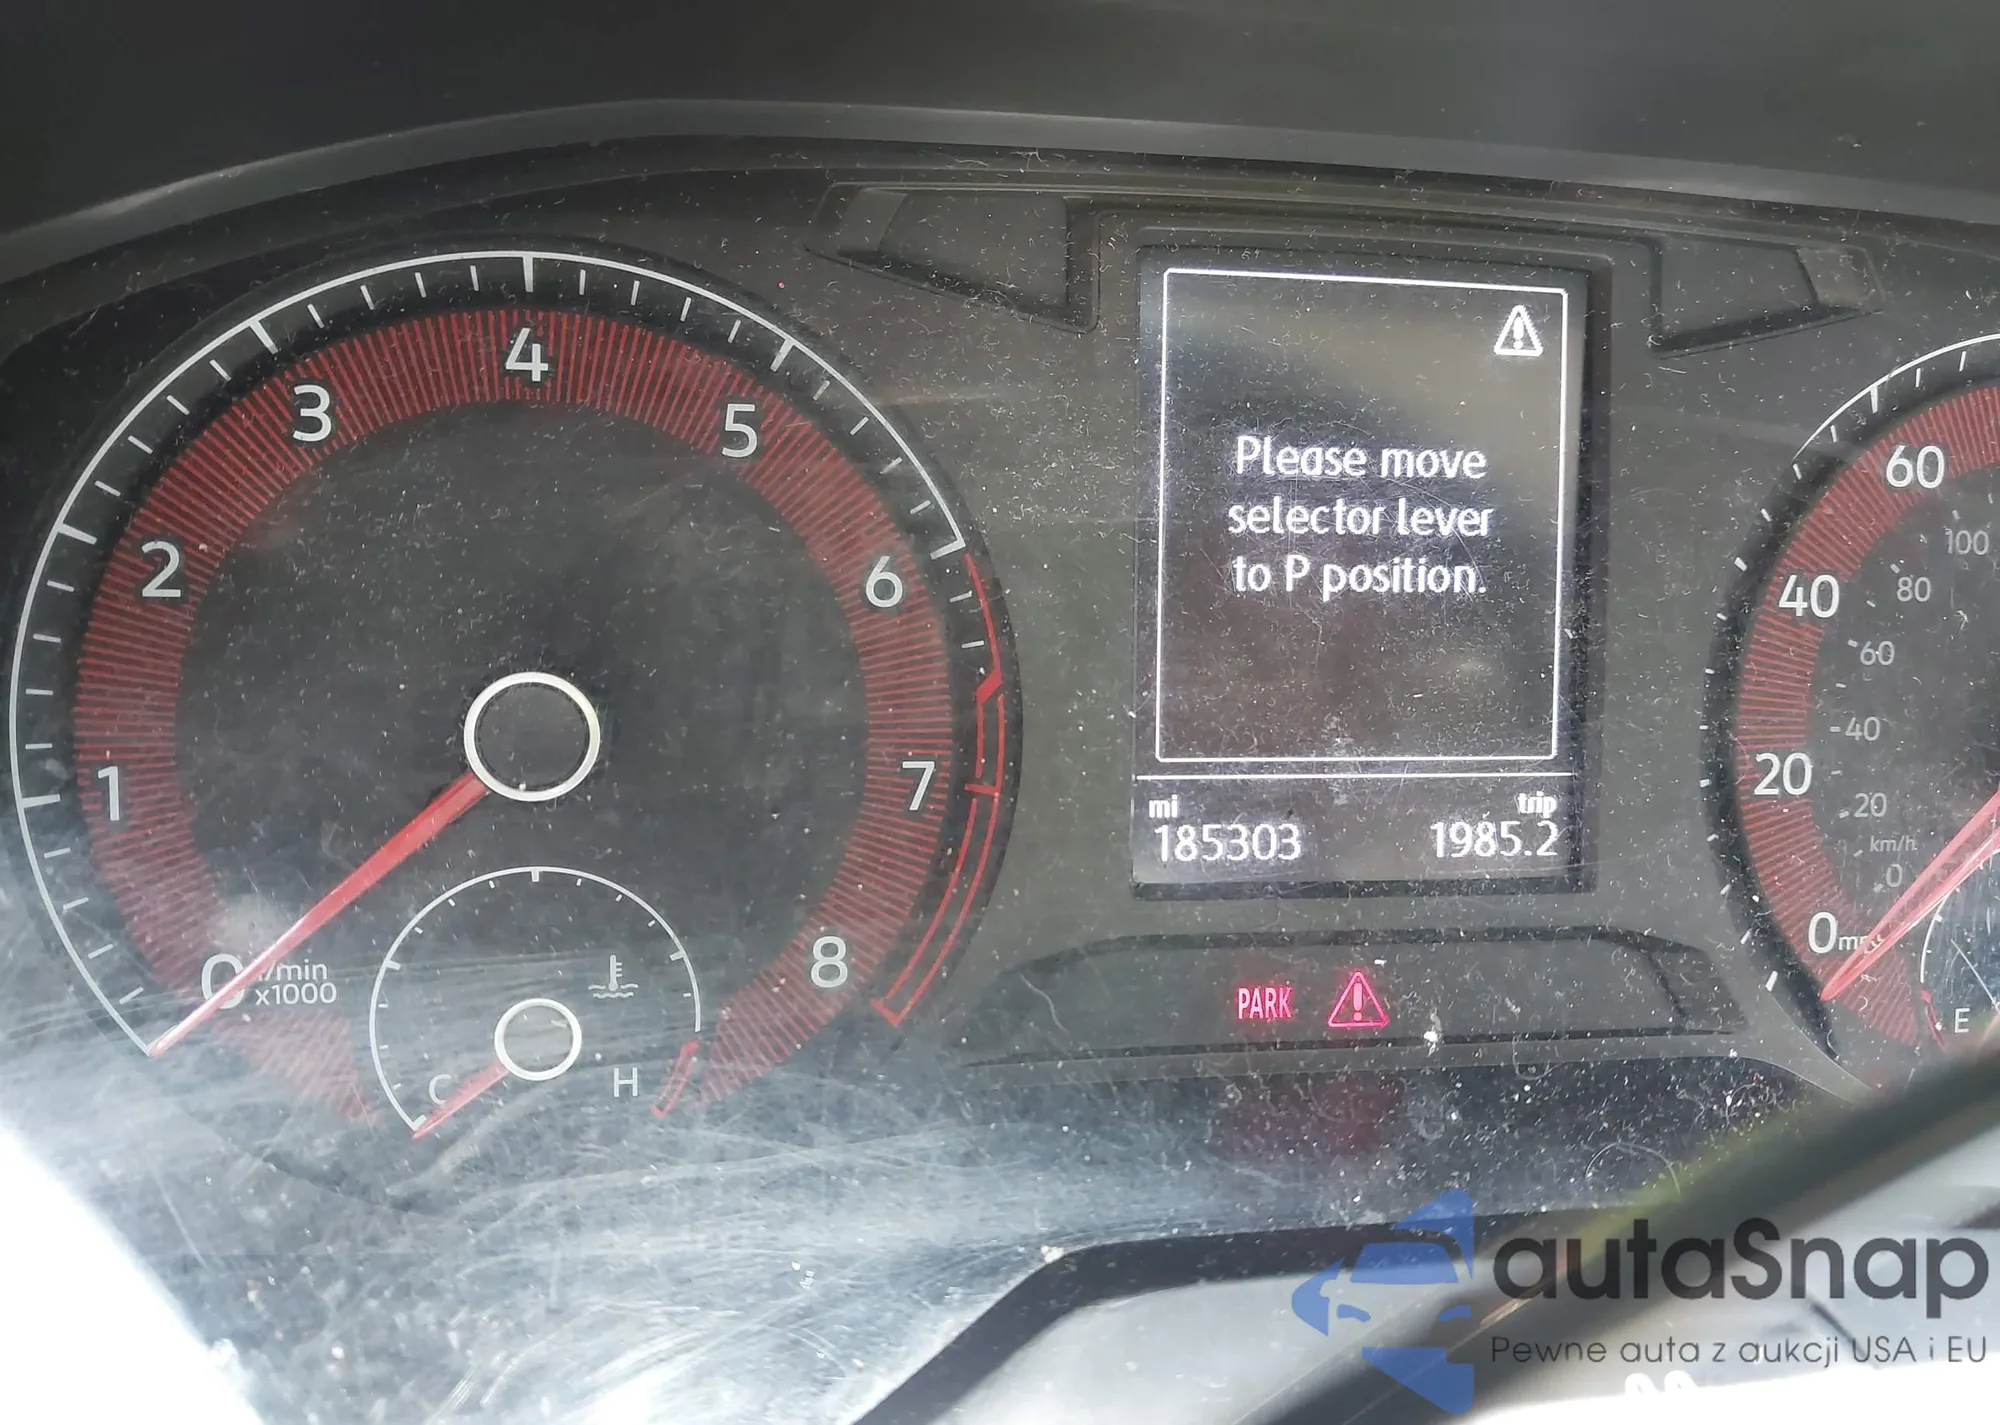 4
3
5
2
6
1
7
0
/min
x1000
8
C
H
Please move
selector lever
to P position.
mi
trip
185303
1985.2
PARK
60
100
40
80
60
40
20
20
km/h
0
0
E
autaSnap
Pewne auta z aukcji USA i EU